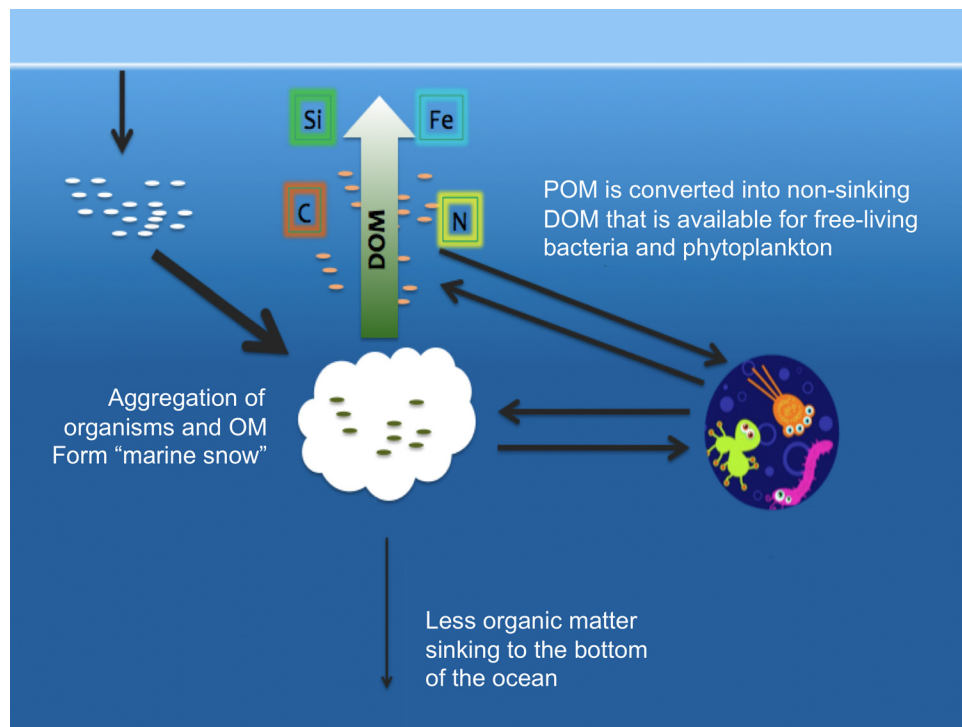 Si
Fe
C
N
DOM
POM is converted into non-sinking
DOM that is available for free-living
bacteria and phytoplankton
Aggregation of
organisms and OM
Form “marine snow”
Less organic matter
sinking to the bottom
of the ocean